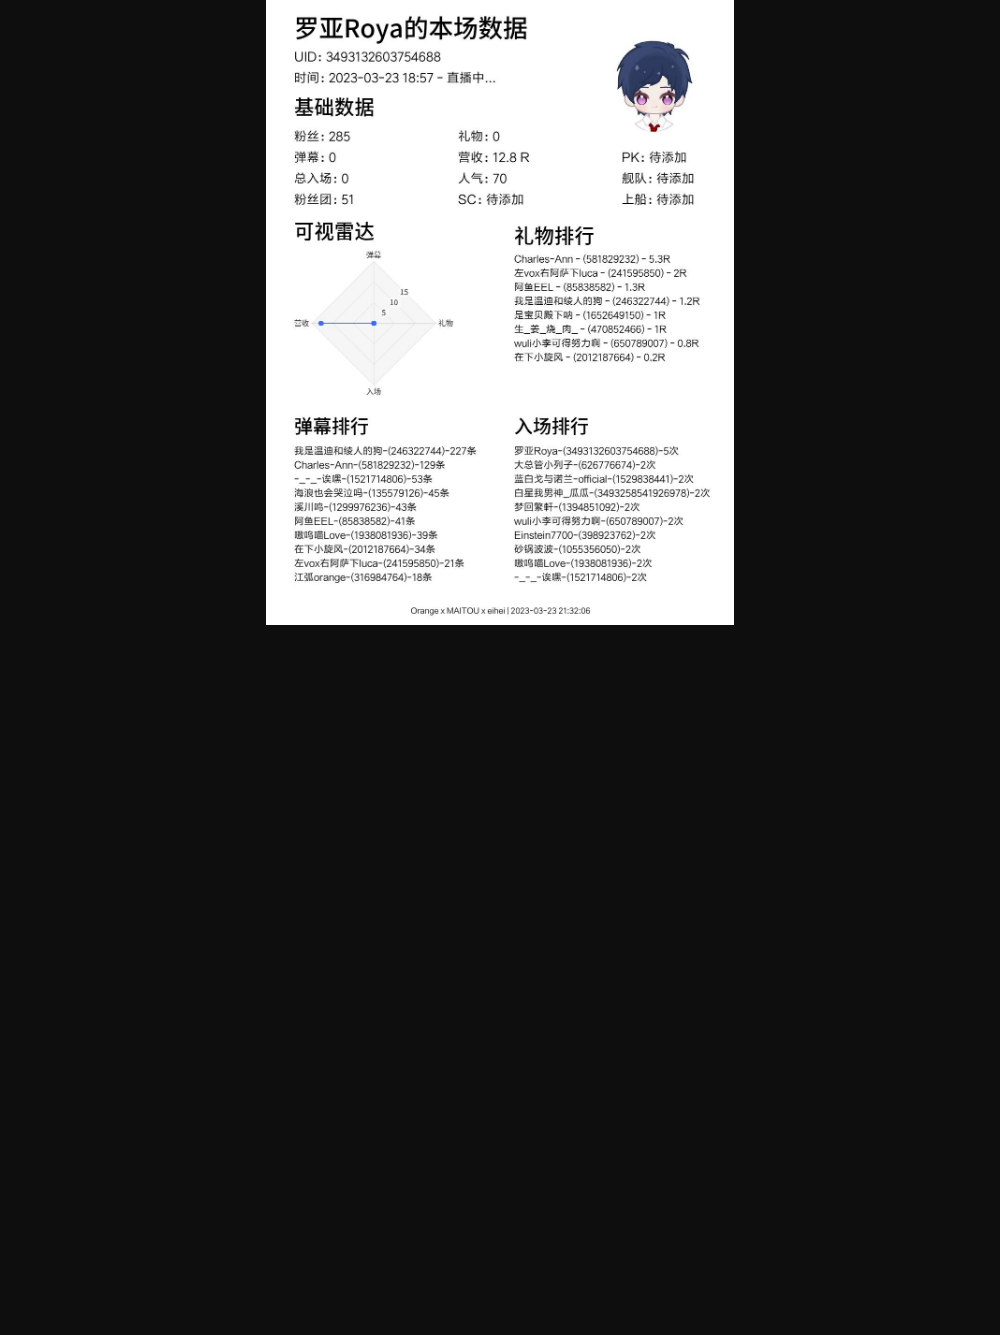 罗亚Roya的本场数据
UID: 3493132603754688
时间: 2023-03-23 18:57 - 直播中...
基础数据
粉丝: 285
礼物: 0
弹幕: 0
营收: 12.8 R
PK: 待添加
总入场: 0
人气: 70
舰队: 待添加
粉丝团: 51
SC: 待添加
上船: 待添加
可视雷达
弹幕
15
10
5
营收
礼物
入场
礼物排行
Charles-Ann - (581829232) - 5.3R
左vox右阿萨下luca - (241595850) - 2R
阿鱼EEL - (85838582) - 1.3R
我是温迪和绫人的狗 - (246322744) - 1.2R
是宝贝殿下呐 - (1652649150) - 1R
生_姜_烧_肉_ - (470852466) - 1R
wuli小李可得努力啊 - (650789007) - 0.8R
在下小旋风 - (2012187664) - 0.2R
弹幕排行
我是温迪和绫人的狗-(246322744)-227条
Charles-Ann-(581829232)-129条
-_-_-诶嘿-(1521714806)-53条
海浪也会哭泣吗-(135579126)-45条
溪川鸣-(1299976236)-43条
阿鱼EEL-(85838582)-41条
嗷呜喵Love-(1938081936)-39条
在下小旋风-(2012187664)-34条
左vox右阿萨下luca-(241595850)-21条
江弧orange-(316984764)-18条
入场排行
罗亚Roya-(3493132603754688)-5次
大总管小列子-(626776674)-2次
蓝白戈与诺兰-official-(1529838441)-2次
白星我男神_瓜瓜-(3493258541926978)-2次
梦回繁軒-(1394851092)-2次
wuli小李可得努力啊-(650789007)-2次
Einstein7700-(398923762)-2次
砂锅波波-(1055356050)-2次
嗷呜喵Love-(1938081936)-2次
-_-_-诶嘿-(1521714806)-2次
Orange x MAITOU x eihei | 2023-03-23 21:32:06